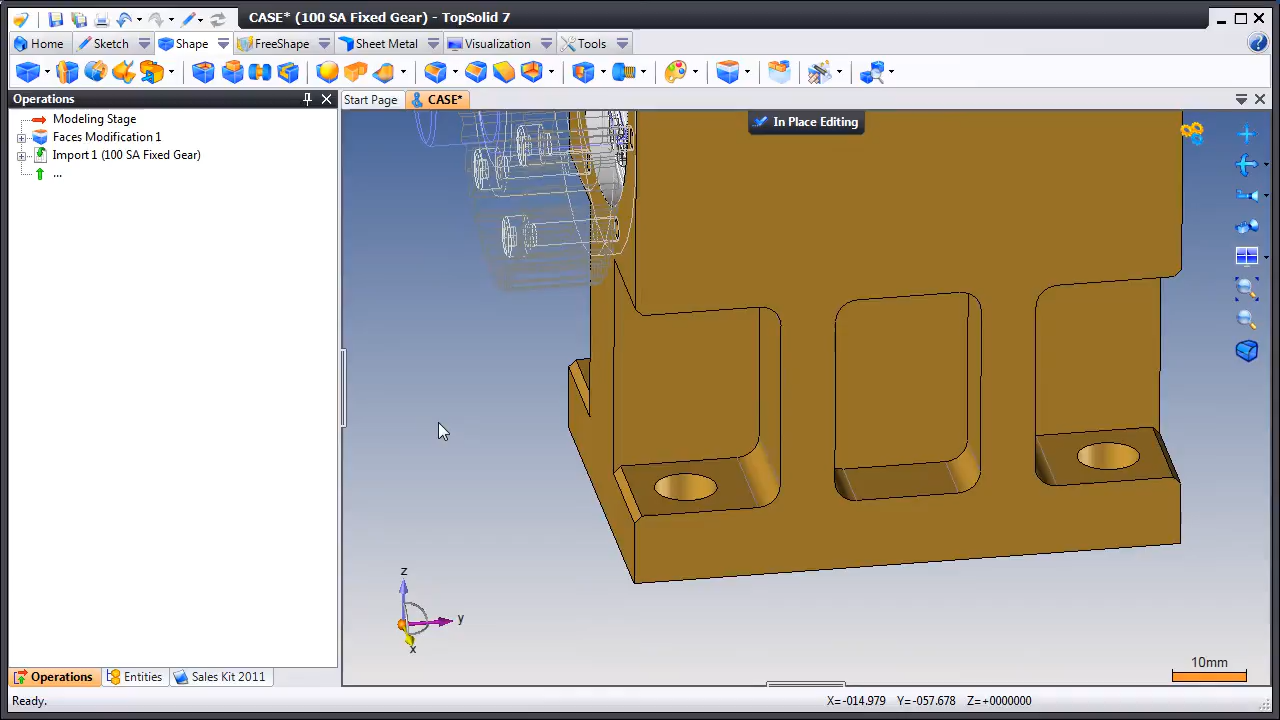 CASE* (100 SA Fixed Gear) - TopSolid 7
Home Sketch Shape FreeShape Sheet Metal Visualization Tools
Operations
Start Page CASE*
Modeling Stage
In Place Editing
Faces Modification 1
Import 1 (100 SA Fixed Gear)
...
z
y
x
10mm
Operations Entities Sales Kit 2011
Ready. X=-014.979 Y=-057.678 Z=+0000000